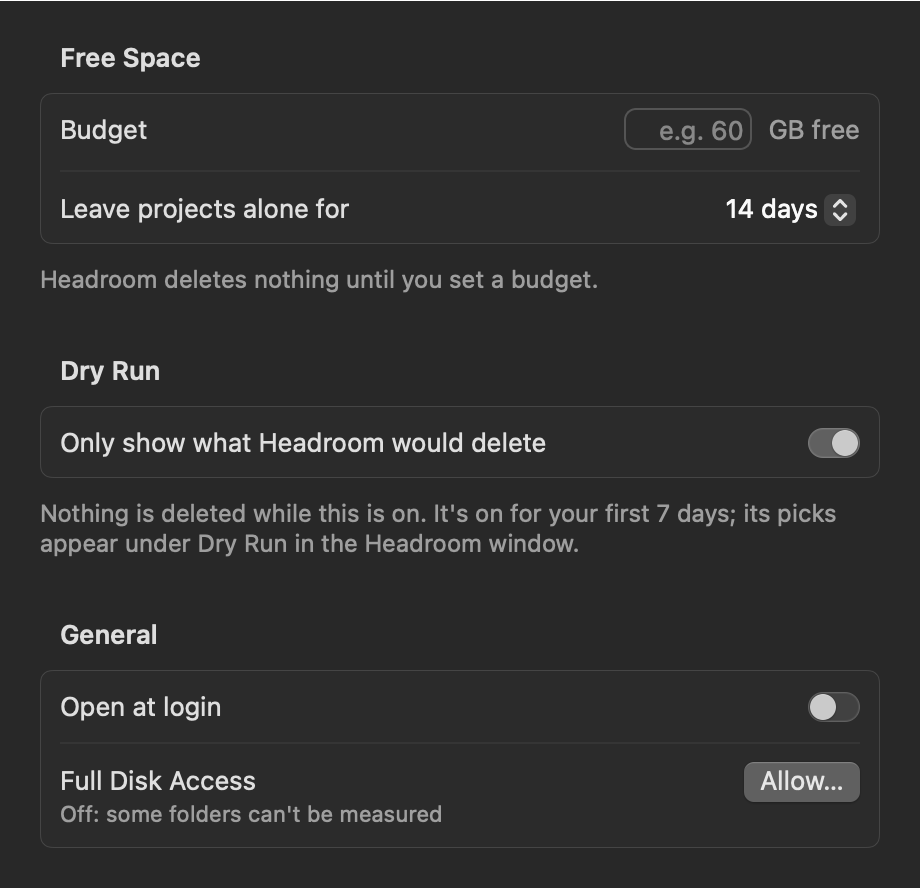 Free Space
Budget e.g. 60 GB free
Leave projects alone for 14 days
Headroom deletes nothing until you set a budget.
Dry Run
Only show what Headroom would delete
Nothing is deleted while this is on. It's on for your first 7 days; its picks
appear under Dry Run in the Headroom window.
General
Open at login
Full Disk Access Allow...
Off: some folders can't be measured